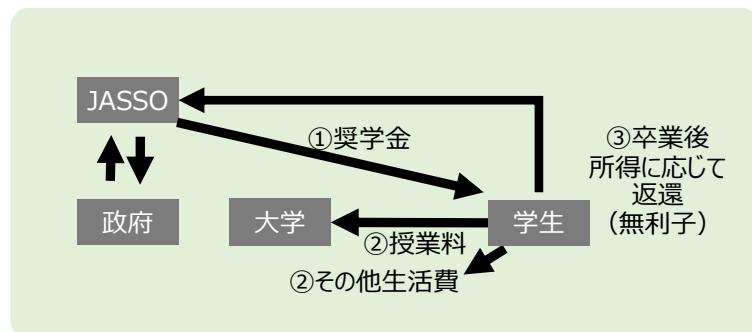 JASSO
①奨学金
③卒業後
所得に応じて
返還
（無利子）
政府
大学
学生
②授業料
②その他生活費